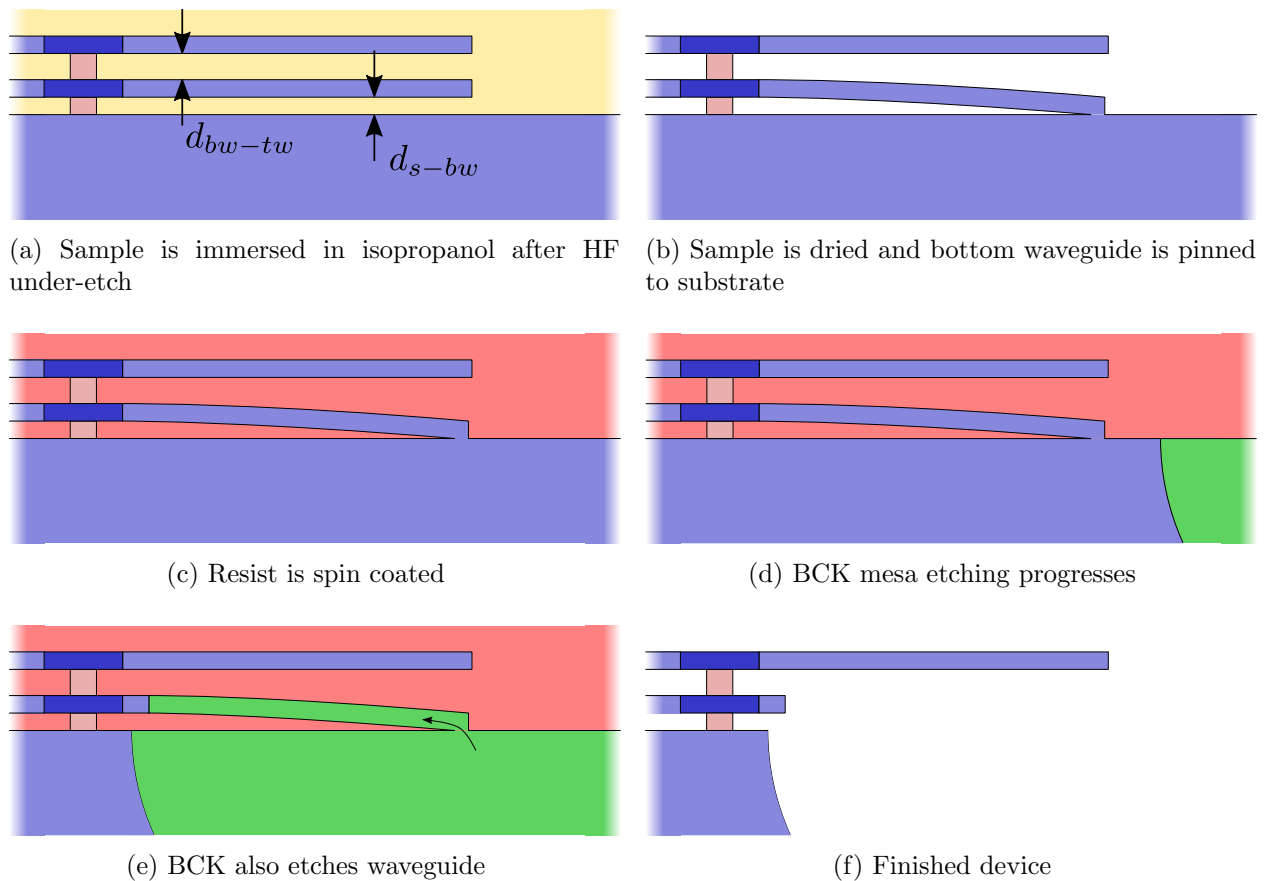 d_{bw-tw}
d_{s-bw}
(a) Sample is immersed in isopropanol after HF
under-etch
(b) Sample is dried and bottom waveguide is pinned
to substrate
(c) Resist is spin coated
(d) BCK mesa etching progresses
(e) BCK also etches waveguide
(f) Finished device